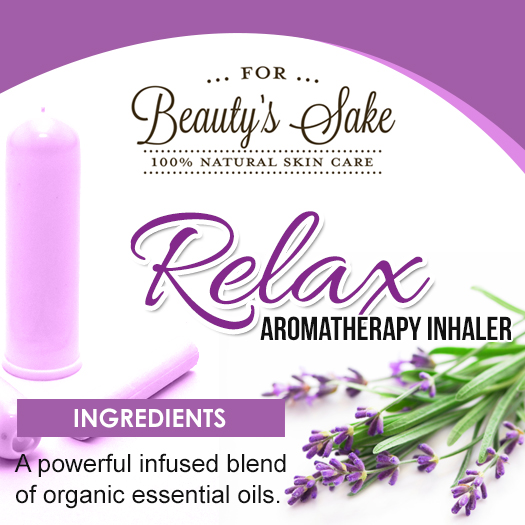 ... FOR ...
Beauty's Sake
100% NATURAL SKIN CARE
Relax
AROMATHERAPY INHALER
INGREDIENTS
A powerful infused blend
of organic essential oils.